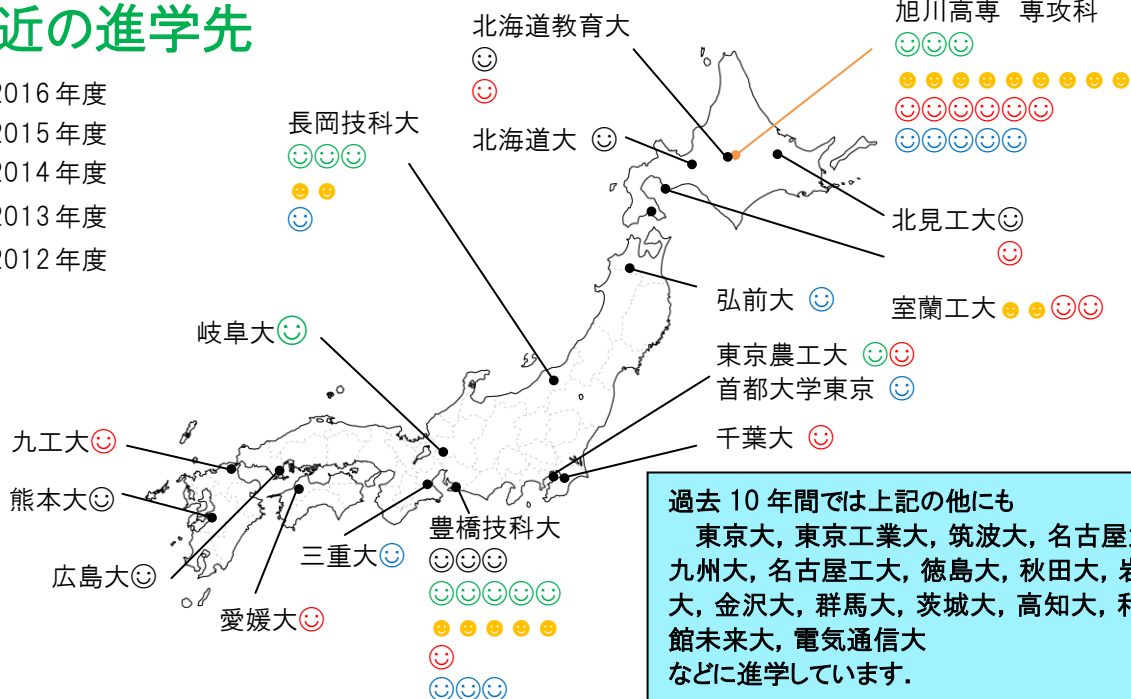 近の進学先
2016年度
2015年度
2014年度
2013年度
2012年度
北海道教育大
旭川高専 専攻科
長岡技科大
北海道大
北見工大
弘前大
室蘭工大
岐阜大
東京農工大
首都大学東京
千葉大
九工大
熊本大
広島大
愛媛大
三重大
豊橋技科大
過去 10 年間では上記の他にも
東京大, 東京工業大, 筑波大, 名古屋
九州大, 名古屋工大, 徳島大, 秋田大,
大, 金沢大, 群馬大, 茨城大, 高知大,
館未来大, 電気通信大
などに進学しています.